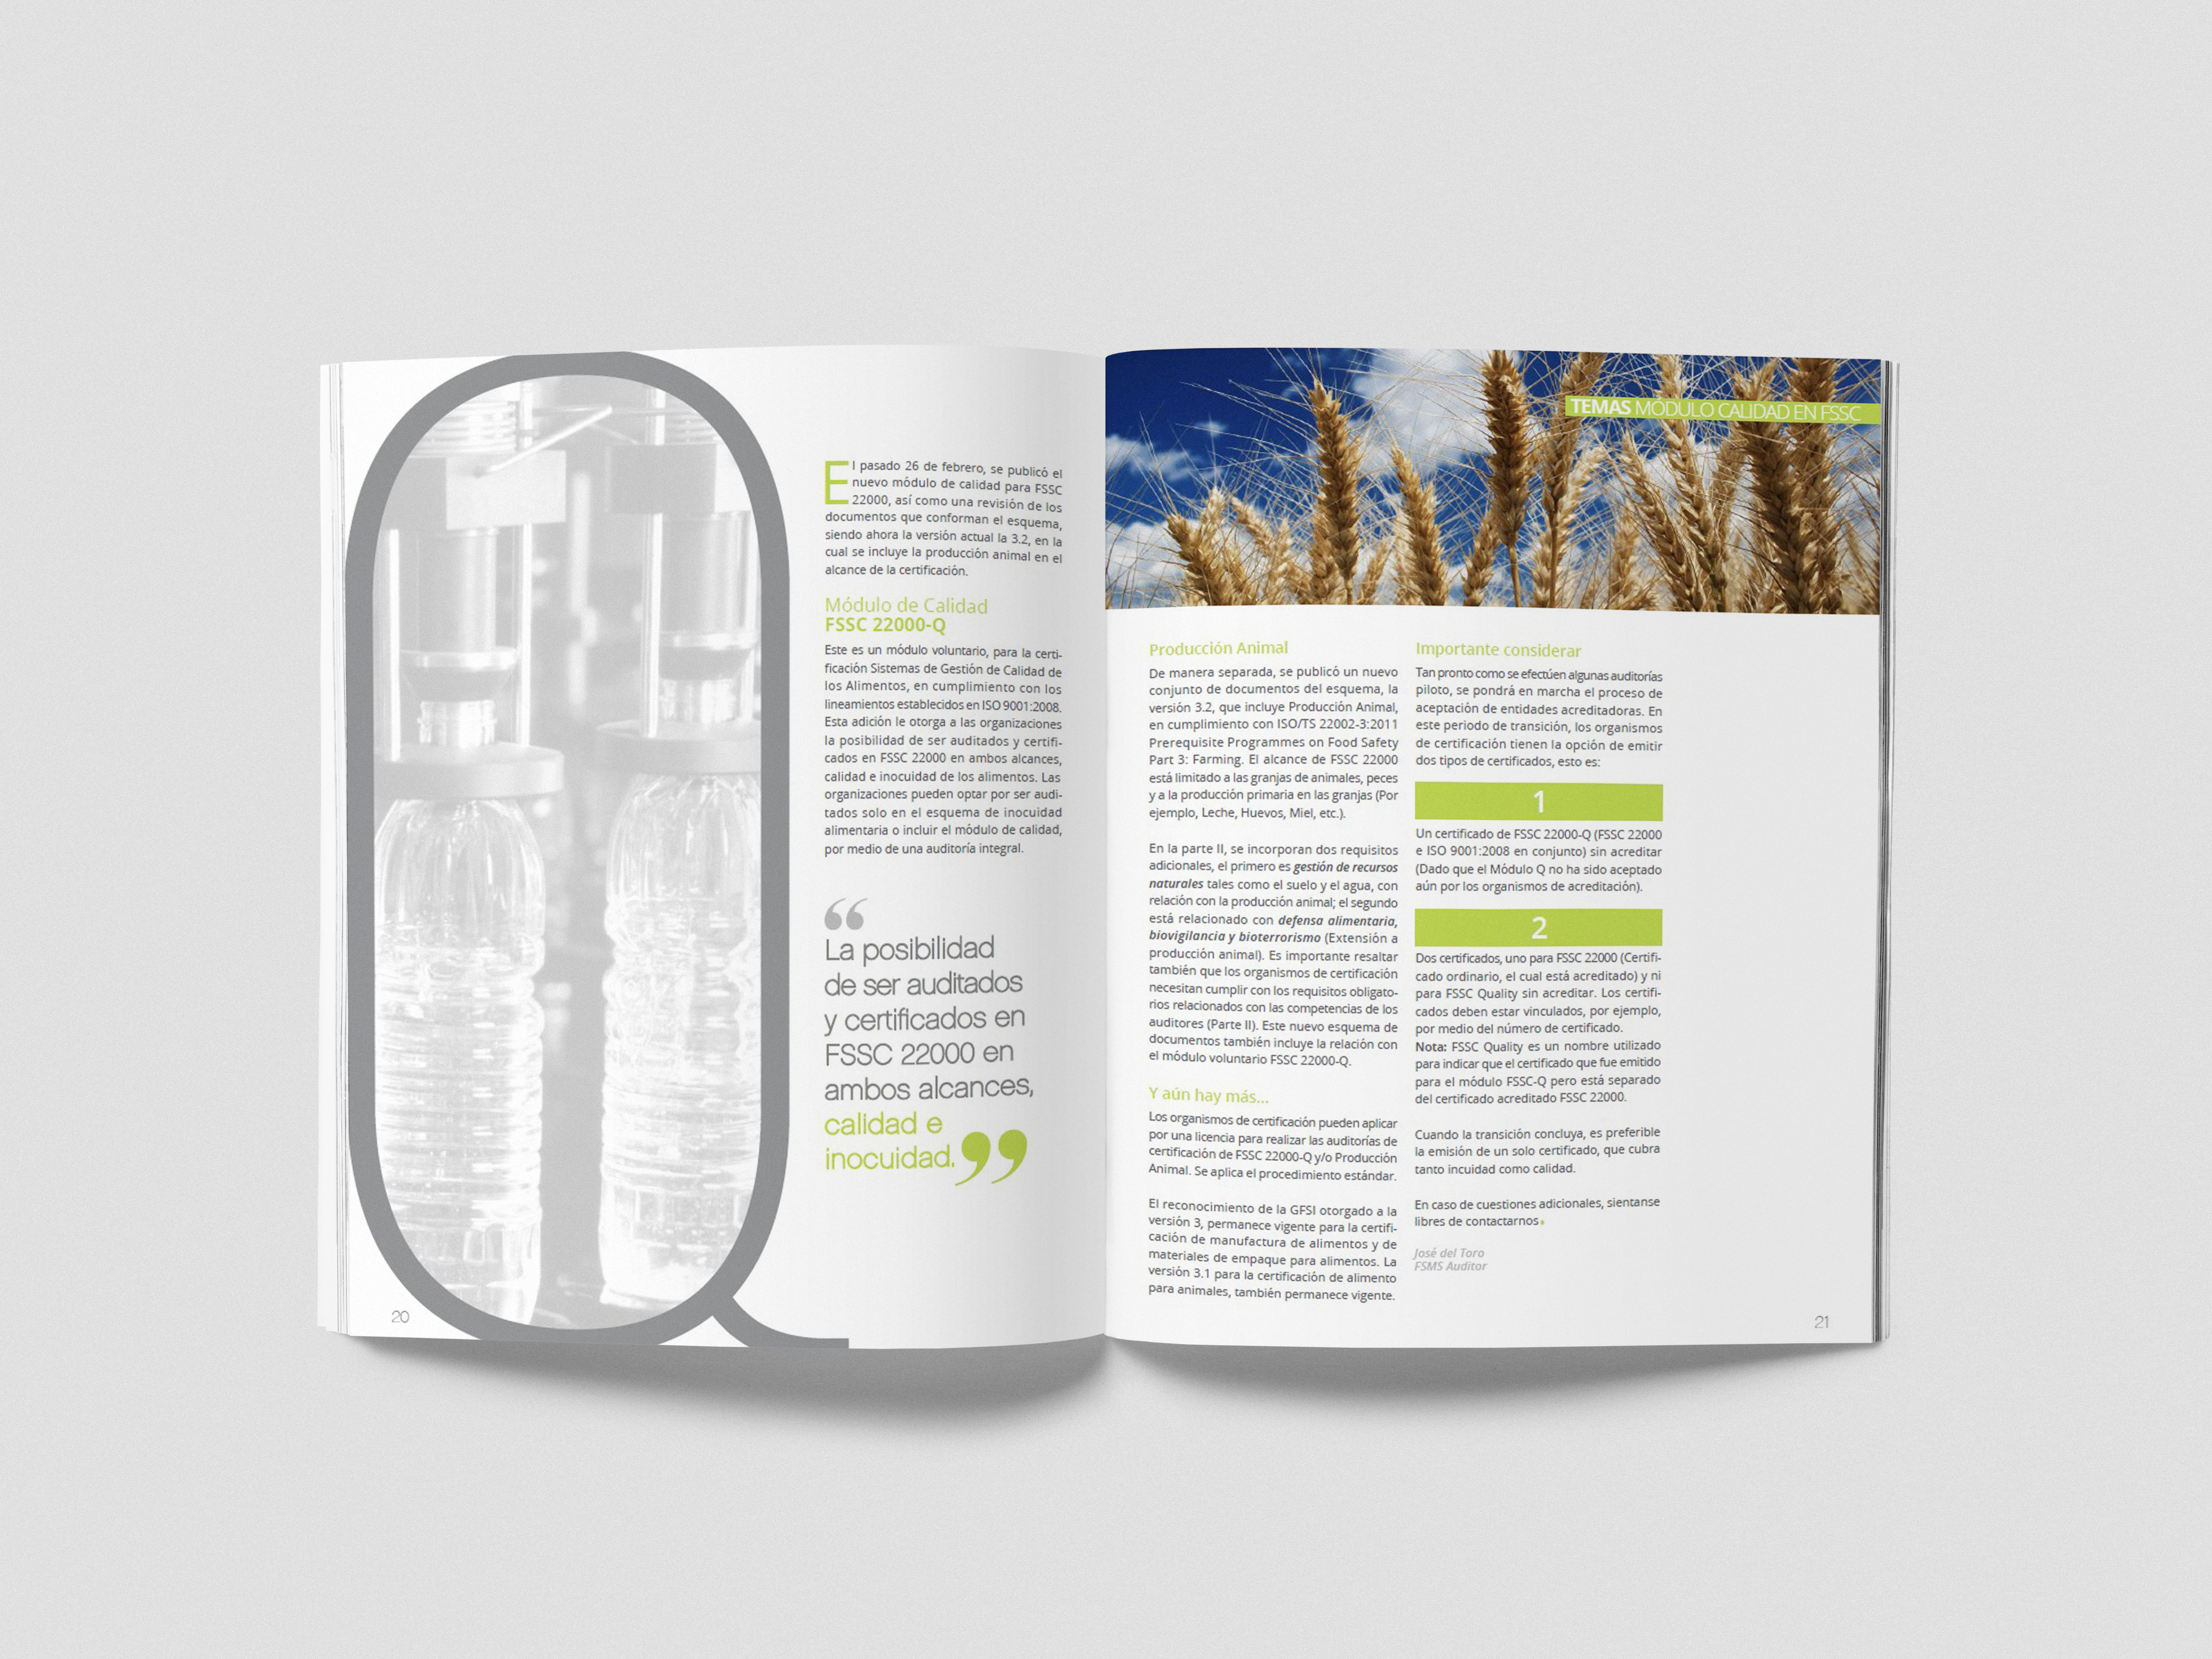 El pasado 26 de febrero, se publicó el
nuevo módulo de calidad para FSSC
22000, así como una revisión de los
documentos que conforman el esquema,
siendo ahora la versión actual la 3.2, en la
cual se incluye la producción animal en el
alcance de la certificación.
Módulo de Calidad
FSSC 22000-Q
Este es un módulo voluntario, para la certi-
ficación Sistemas de Gestión de Calidad de
los Alimentos, en cumplimiento con los
lineamientos establecidos en ISO 9001:2008.
Esta adición le otorga a las organizaciones
la posibilidad de ser auditados y certifi-
cados en FSSC 22000 en ambos alcances,
calidad e inocuidad de los alimentos. Las
organizaciones pueden optar por ser audi-
tados solo en el esquema de inocuidad
alimentaria o incluir el módulo de calidad,
por medio de una auditoría integral.
“
La posibilidad
de ser auditados
y certificados en
FSSC 22000 en
ambos alcances,
calidad e
inocuidad.”
20
TEMAS MÓDULO CALIDAD EN FSSC
Producción Animal
De manera separada, se publicó un nuevo
conjunto de documentos del esquema, la
versión 3.2, que incluye Producción Animal,
en cumplimiento con ISO/TS 22002-3:2011
Prerequisite Programmes on Food Safety
Part 3: Farming. El alcance de FSSC 22000
está limitado a las granjas de animales, peces
y a la producción primaria en las granjas (Por
ejemplo, Leche, Huevos, Miel, etc.).
En la parte II, se incorporan dos requisitos
adicionales, el primero es gestión de recursos
naturales tales como el suelo y el agua, con
relación con la producción animal; el segundo
está relacionado con defensa alimentaria,
biovigilancia y bioterrorismo (Extensión a
producción animal). Es importante resaltar
también que los organismos de certificación
necesitan cumplir con los requisitos obligato-
rios relacionados con las competencias de los
auditores (Parte II). Este nuevo esquema de
documentos también incluye la relación con
el módulo voluntario FSSC 22000-Q.
Y aún hay más...
Los organismos de certificación pueden aplicar
por una licencia para realizar las auditorías de
certificación de FSSC 22000-Q y/o Producción
Animal. Se aplica el procedimiento estándar.
El reconocimiento de la GFSI otorgado a la
versión 3, permanece vigente para la certifi-
cación de manufactura de alimentos y de
materiales de empaque para alimentos. La
versión 3.1 para la certificación de alimento
para animales, también permanece vigente.
Importante considerar
Tan pronto como se efectúen algunas auditorías
piloto, se pondrá en marcha el proceso de
aceptación de entidades acreditadoras. En
este periodo de transición, los organismos
de certificación tienen la opción de emitir
dos tipos de certificados, esto es:
1
Un certificado de FSSC 22000-Q (FSSC 22000
e ISO 9001:2008 en conjunto) sin acreditar
(Dado que el Módulo Q no ha sido aceptado
aún por los organismos de acreditación).
2
Dos certificados, uno para FSSC 22000 (Certifi-
cado ordinario, el cual está acreditado) y ni
para FSSC Quality sin acreditar. Los certifi-
cados deben estar vinculados, por ejemplo,
por medio del número de certificado.
Nota: FSSC Quality es un nombre utilizado
para indicar que el certificado que fue emitido
para el módulo FSSC-Q pero está separado
del certificado acreditado FSSC 22000.
Cuando la transición concluya, es preferible
la emisión de un solo certificado, que cubra
tanto incuidad como calidad.
En caso de cuestiones adicionales, sientanse
libres de contactarnos
José del Toro
FSMS Auditor
21